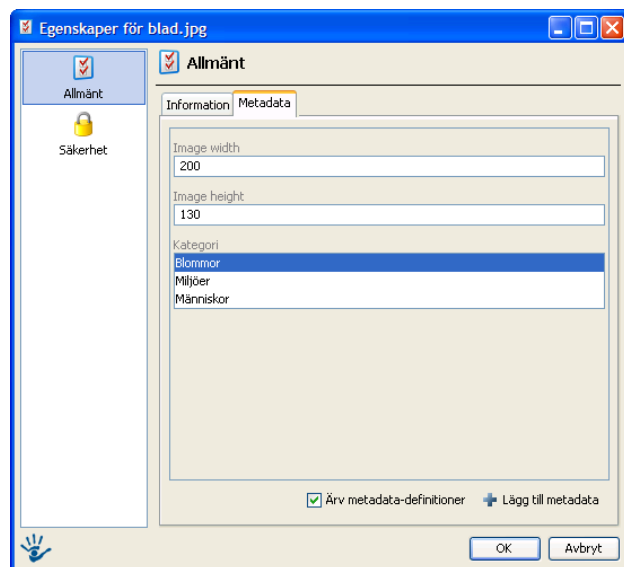 Egenskaper för blad.jpg
Allmänt
Säkerhet
Allmänt
Information Metadata
Image width
200
Image height
130
Kategori
Blommor
Miljöer
Människor
Ärv metadata-definitioner Lägg till metadata
OK Avbryt